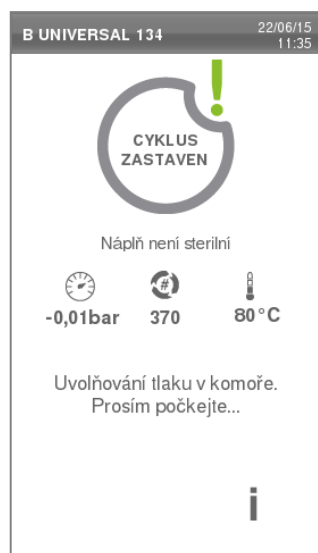 B UNIVERSAL 134
22/06/15
11:35
CYKLUS
ZASTAVEN
Náplň není sterilní
#
-0,01bar
370
80°C
Uvolňování tlaku v komoře.
Prosím počkejte...
i